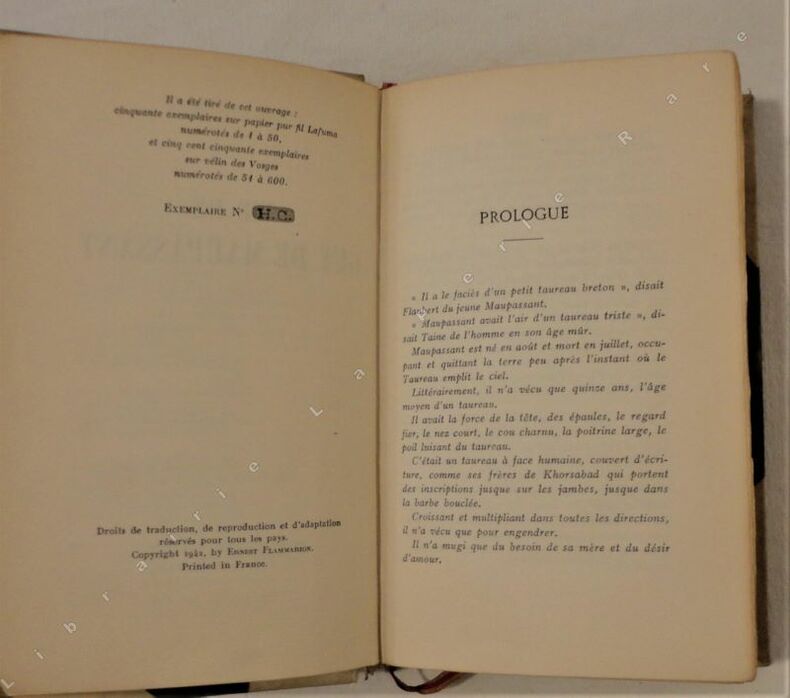 Il a été tiré de cet ouvrage :
cinquante exemplaires sur papier pur fil Lafuma
numérotés de 1 à 50,
et cinq cent cinquante exemplaires
sur vélin des Vosges
numérotés de 51 à 600.
EXEMPLAIRE N° H.C.
Droits de traduction, de reproduction et d'adaptation
réservés pour tous les pays.
Copyright 1942, by ERNEST FLAMMARION.
Printed in France.
PROLOGUE
« Il a le faciès d'un petit taureau breton », disait
Flaubert du jeune Maupassant.
« Maupassant avait l'air d'un taureau triste », di-
sait Taine de l'homme en son âge mûr.
Maupassant est né en août et mort en juillet, occu-
pant et quittant la terre peu après l'instant où le
Taureau emplit le ciel.
Littérairement, il n'a vécu que quinze ans, l'âge
moyen d'un taureau.
Il avait la force de la tête, des épaules, le regard
fier, le nez court, le cou charnu, la poitrine large, le
poil luisant du taureau.
C'était un taureau à face humaine, couvert d'écri-
ture, comme ses frères de Khorsabad qui portent
des inscriptions jusque sur les jambes, jusque dans
la barbe bouclée.
Croissant et multipliant dans toutes les directions,
il n'a vécu que pour engendrer.
Il n'a mugi que du besoin de sa mère et du désir
d'amour.
Librairie La Perle Rare